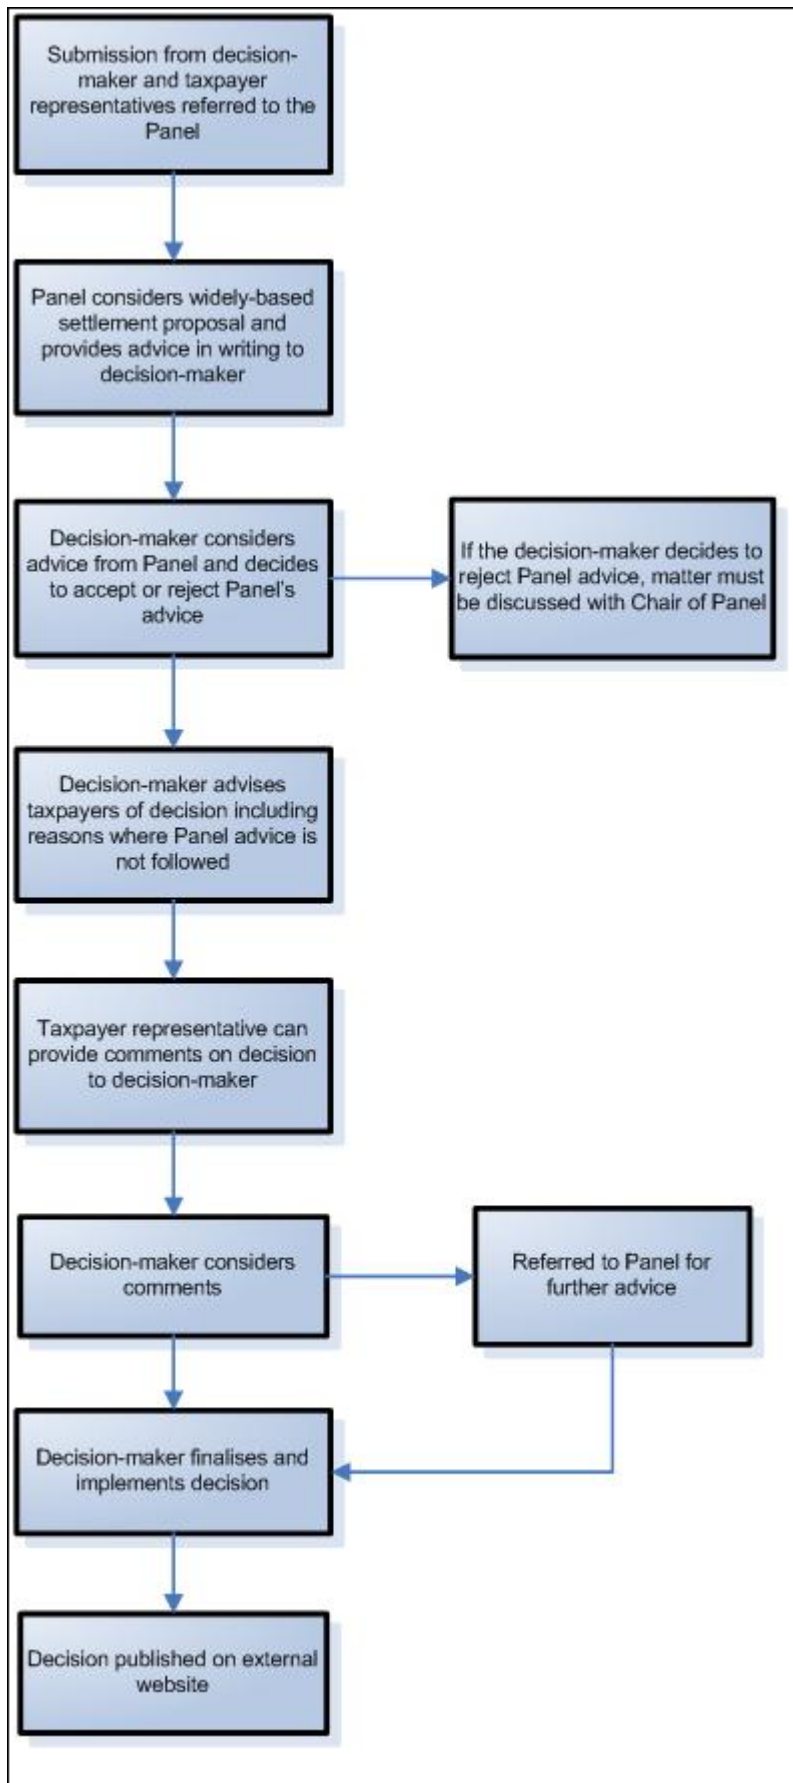 Submission from decision-
maker and taxpayer
representatives referred to the
Panel
Panel considers widely-based
settlement proposal and
provides advice in writing to
decision-maker
Decision-maker considers
advice from Panel and decides
to accept or reject Panel's
advice
If the decision-maker decides to
reject Panel advice, matter must
be discussed with Chair of Panel
Decision-maker advises
taxpayers of decision including
reasons where Panel advice is
not followed
Taxpayer representative can
provide comments on decision
to decision-maker
Decision-maker considers
comments
Referred to Panel for
further advice
Decision-maker finalises and
implements decision
Decision published on external
website